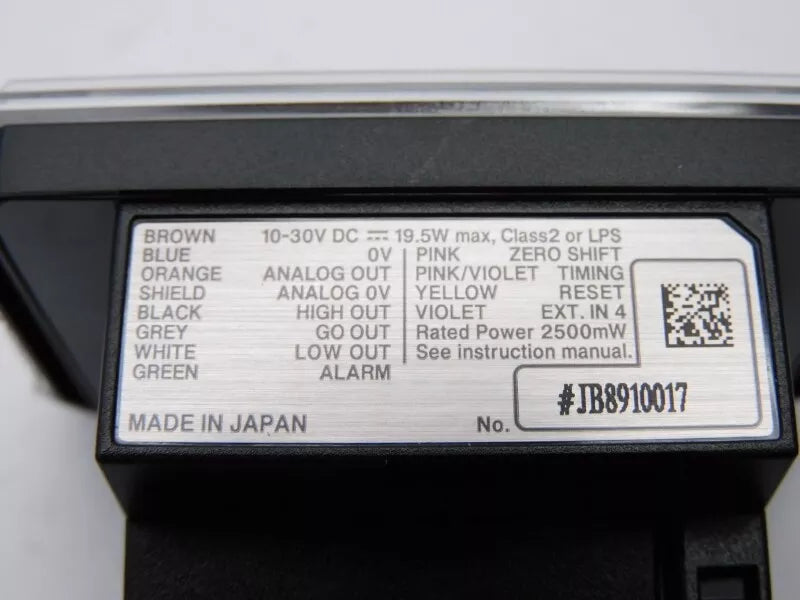 BROWN 10-30V DC ⎓ 19.5W max, Class2 or LPS
BLUE 0V
ORANGE ANALOG OUT
SHIELD ANALOG 0V
BLACK HIGH OUT
GREY GO OUT
WHITE LOW OUT
GREEN ALARM
PINK ZERO SHIFT
PINK/VIOLET TIMING
YELLOW RESET
VIOLET EXT. IN 4
Rated Power 2500mW
See instruction manual.
MADE IN JAPAN
No. #JB8910017